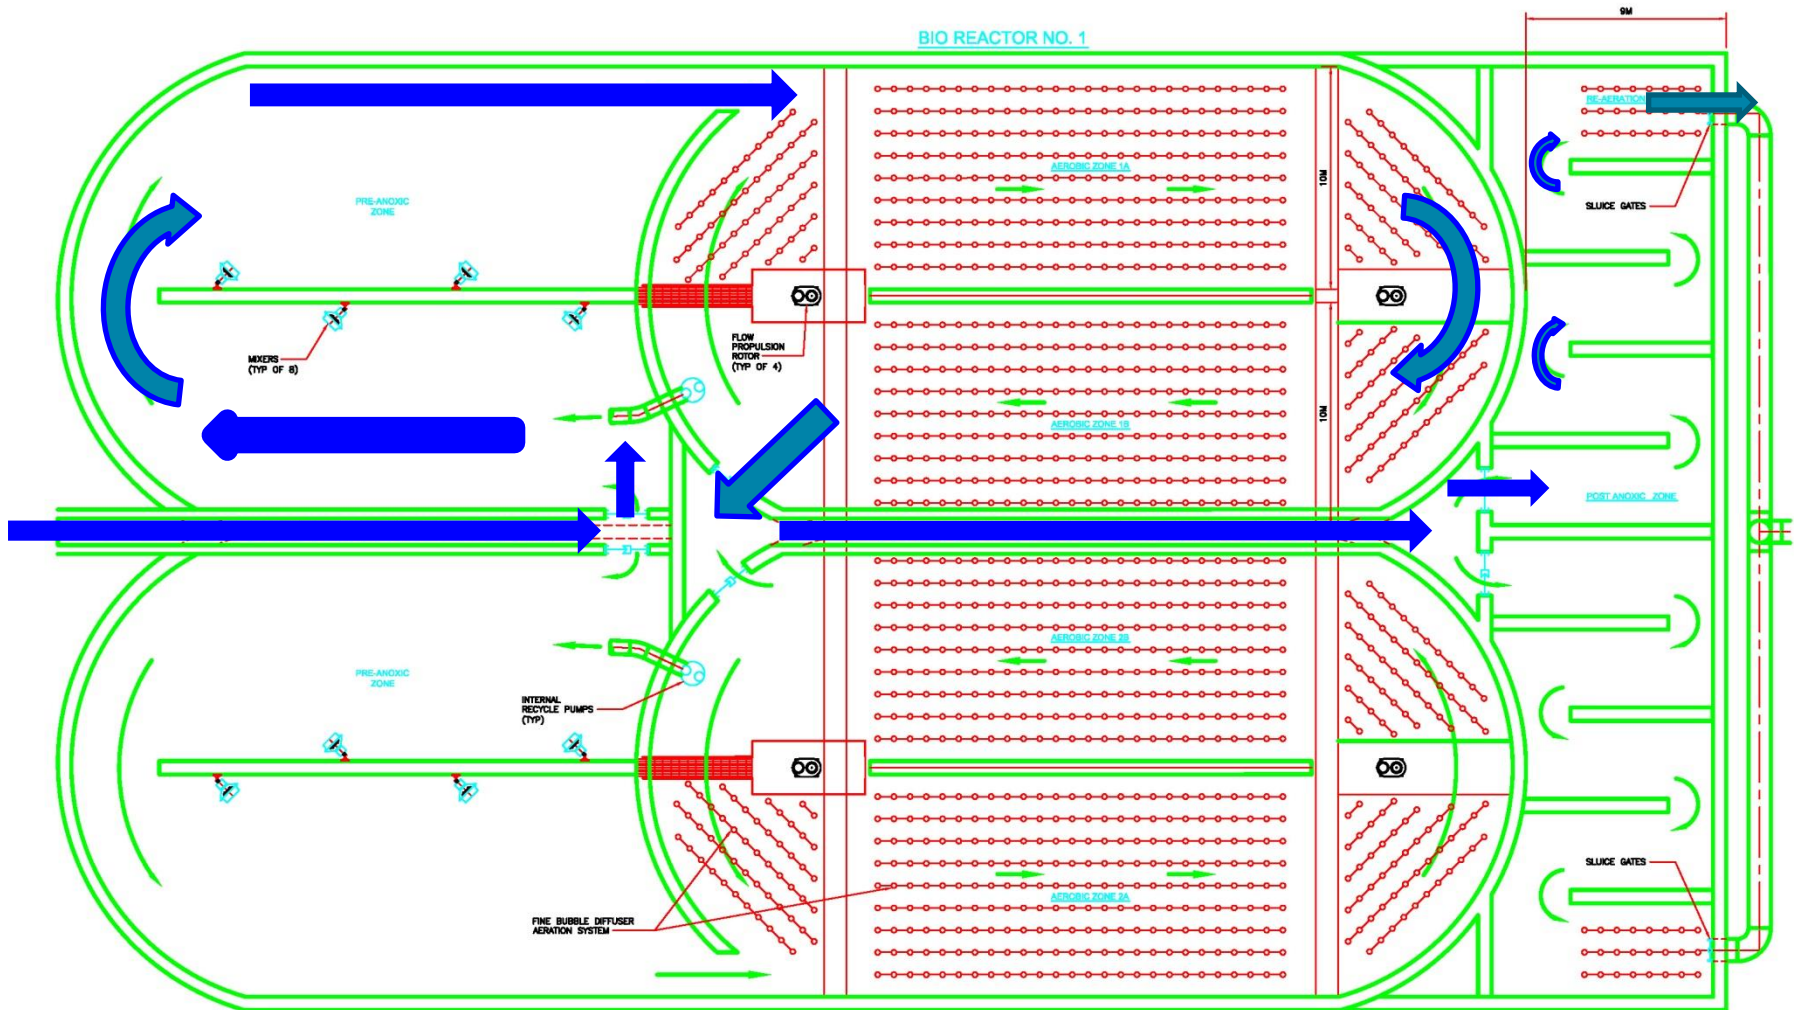 9M
BIO REACTOR NO. 1
RE-AERATION
AEROBIC ZONE 1A
10M
PRE-ANOXIC
ZONE
SLUICE GATES
FLOW
PROPULSION
ROTOR
(TYP OF 4)
MIXERS
(TYP OF 8)
10M
AEROBIC ZONE 1B
POST ANOXIC ZONE
AEROBIC ZONE 2B
PRE-ANOXIC
ZONE
INTERNAL
RECYCLE PUMPS
(TYP)
SLUICE GATES
AEROBIC ZONE 2A
FINE BUBBLE DIFFUSER
AERATION SYSTEM